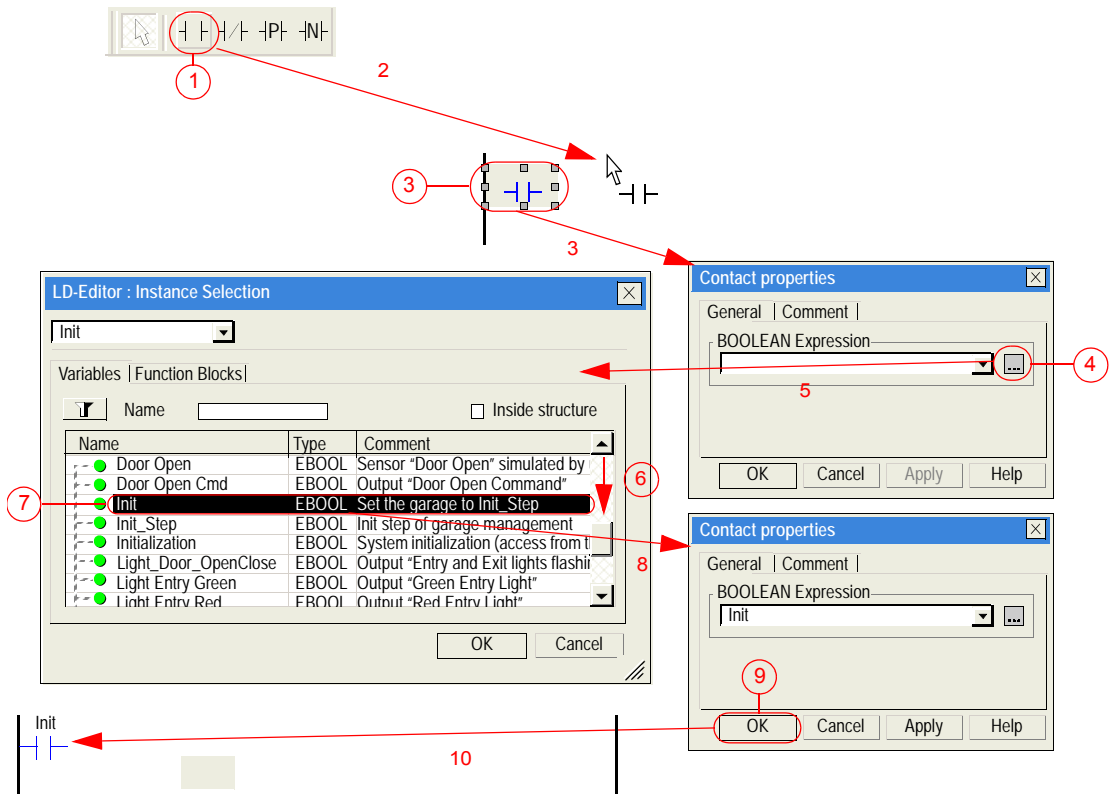 P N
1
2
3
3
LD-Editor : Instance Selection
Init
Variables Function Blocks
Name Inside structure
Name Type Comment
Door Open EBOOL Sensor “Door Open” simulated by
Door Open Cmd EBOOL Output “Door Open Command”
Init EBOOL Set the garage to Init_Step
Init_Step EBOOL Init step of garage management
Initialization EBOOL System initialization (access from
Light_Door_OpenClose EBOOL Output “Entry and Exit lights
Light Entry Green EBOOL Output “Green Entry Light”
Light Entry Red EBOOL Output “Red Entry Light”
OK Cancel
Contact properties
General Comment
BOOLEAN Expression
...
4
5
OK Cancel Apply Help
6
7
8
Contact properties
General Comment
BOOLEAN Expression
Init ...
9
OK Cancel Apply Help
10
Init